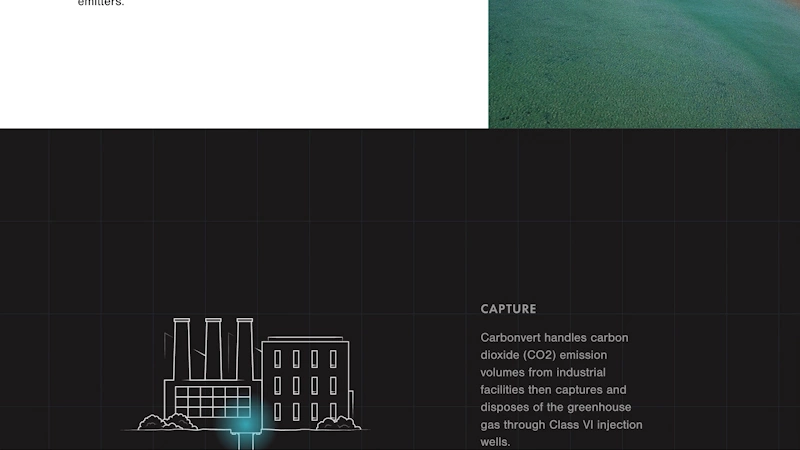 emitters.
CAPTURE
Carbonvert handles carbon
dioxide (CO2) emission
volumes from industrial
facilities then captures and
disposes of the greenhouse
gas through Class VI injection
wells.